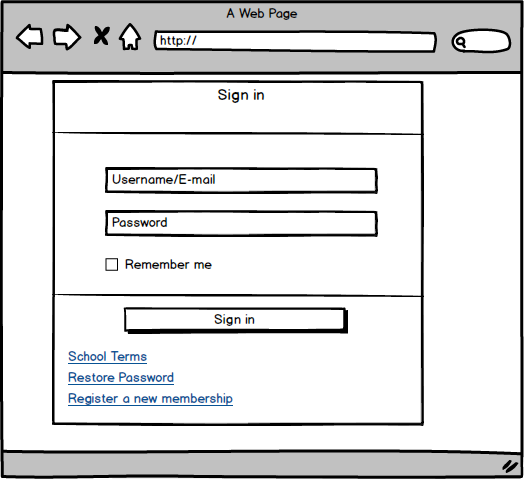 A Web Page
http://
Sign in
Username/E-mail
Password
Remember me
Sign in
School Terms
Restore Password
Register a new membership